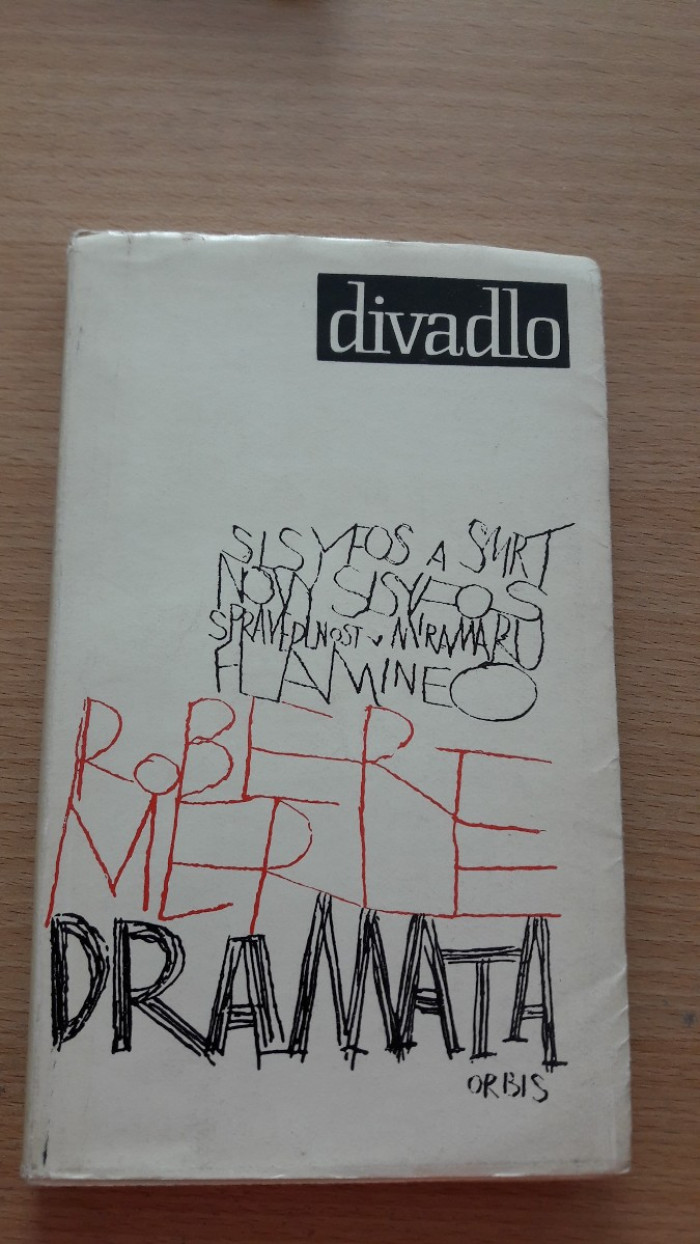 divadlo
SISYFOS A SMRT
NOVÝ SISYFOS
SPRAVEDLNOST V MIRAMARU
FLAMINEO
ROBERT
MERLE
DRAMATA
ORBIS